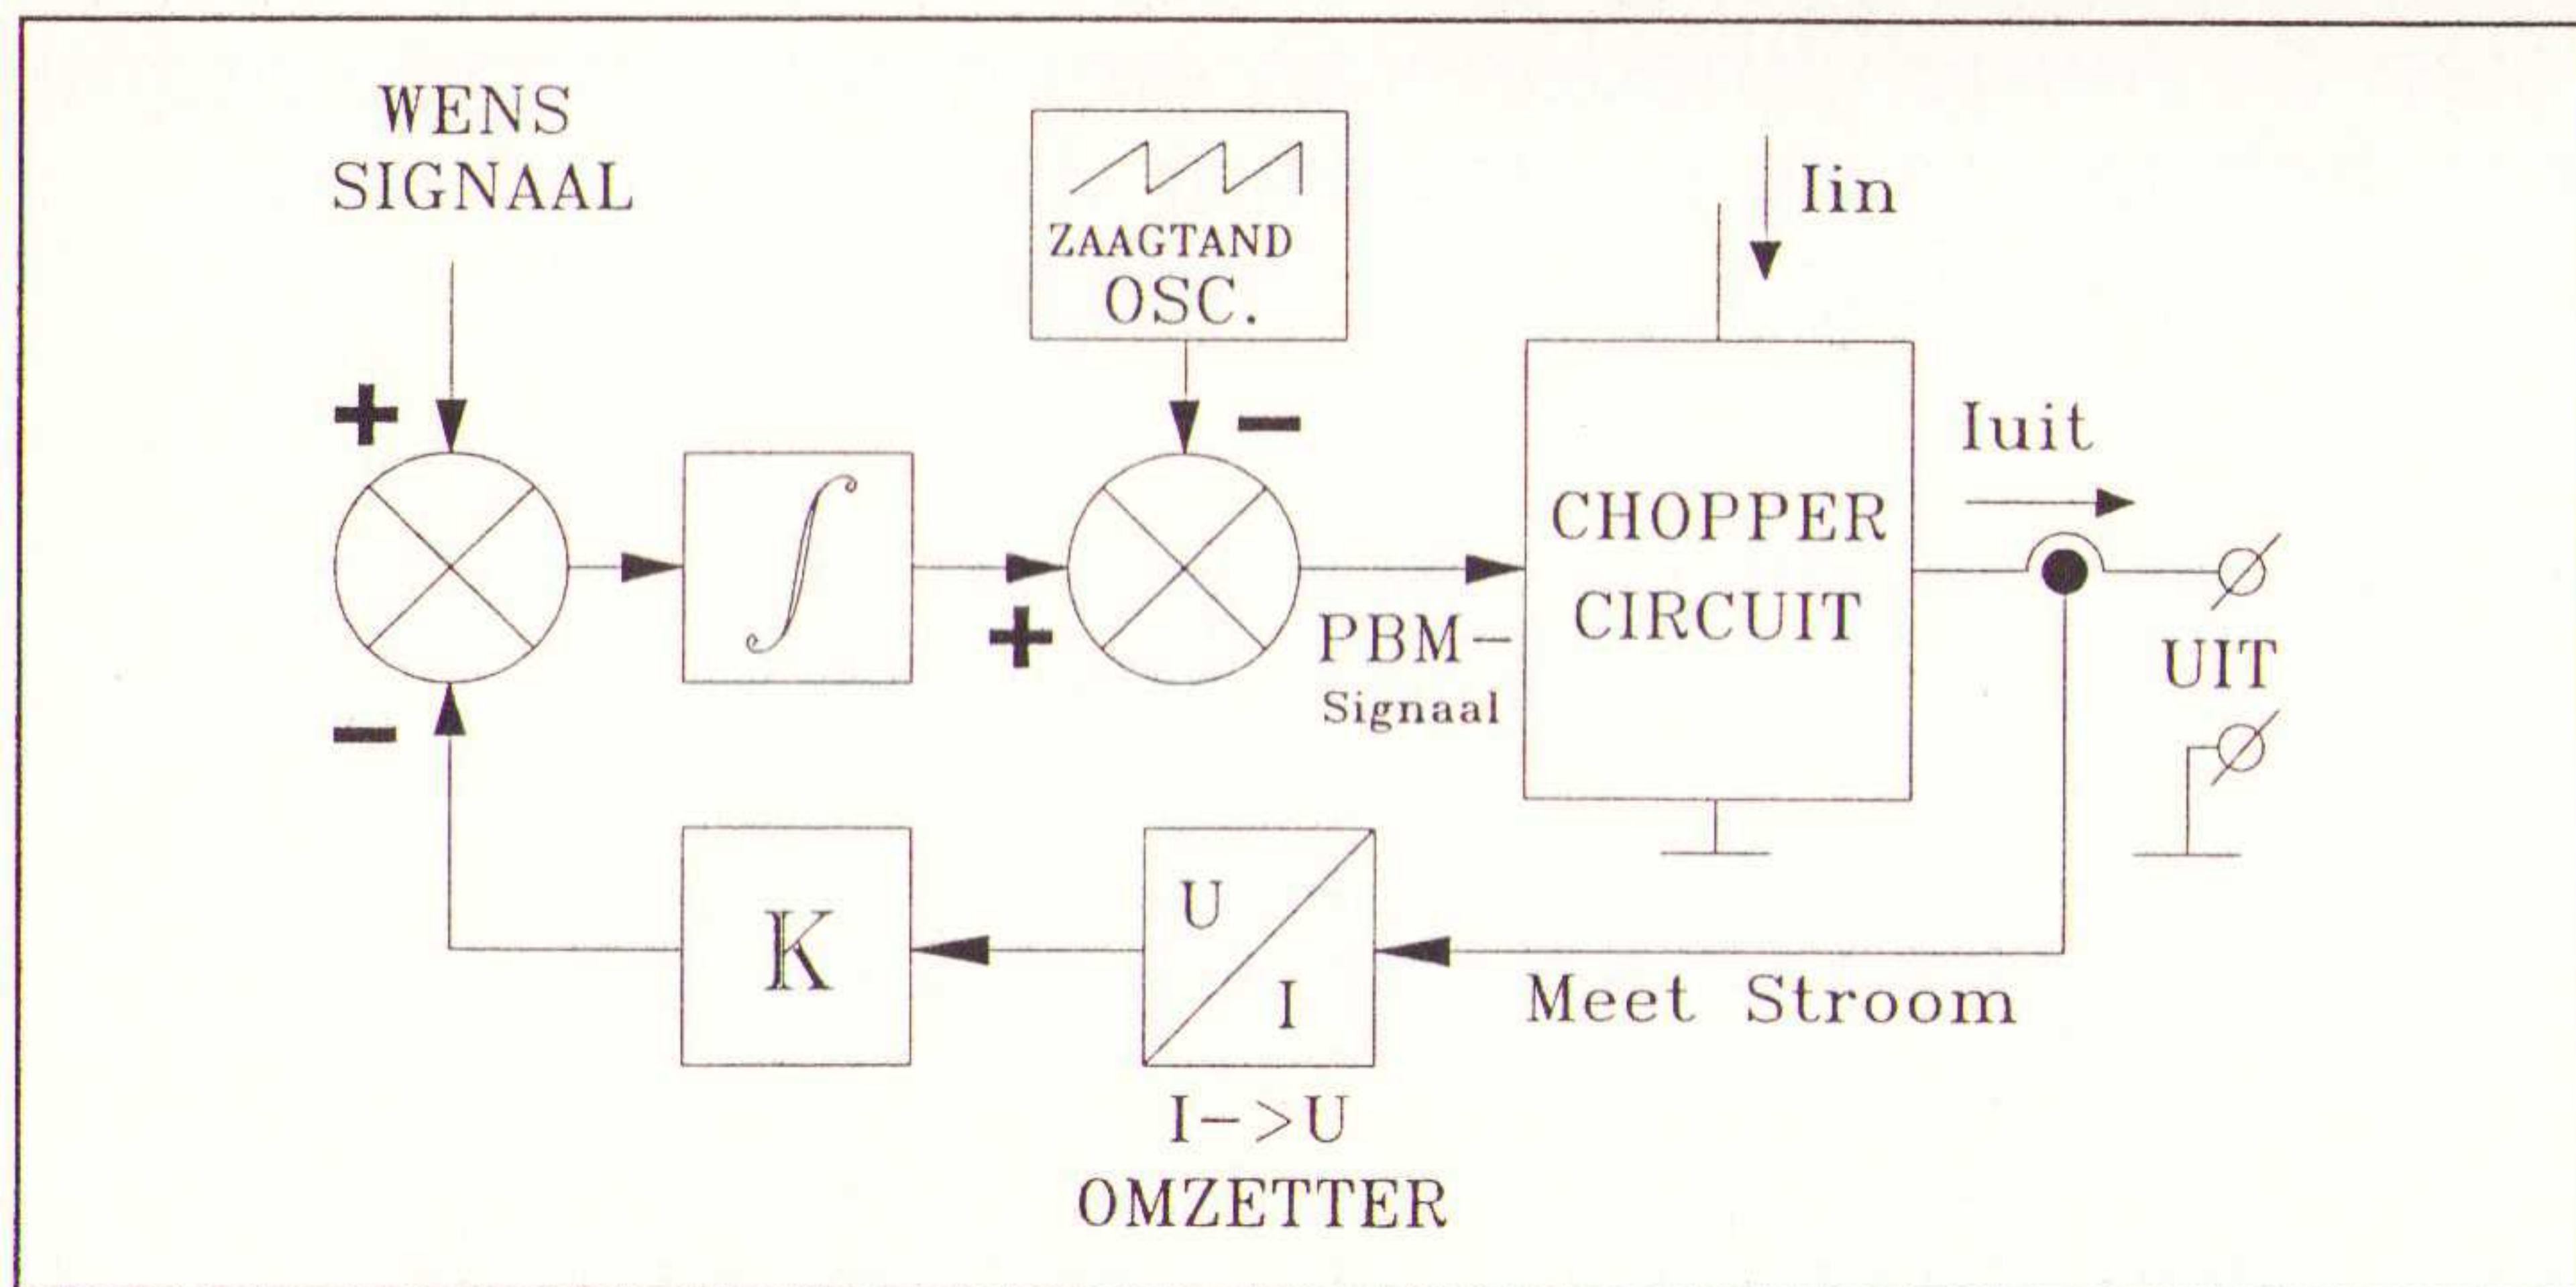 WENS
SIGNAAL
ZAAGTAND
OSC.
Iin
+
−
Iuit
∫
CHOPPER
CIRCUIT
+
PBM-
Signaal
UIT
−
K
U
I
Meet Stroom
I->U
OMZETTER